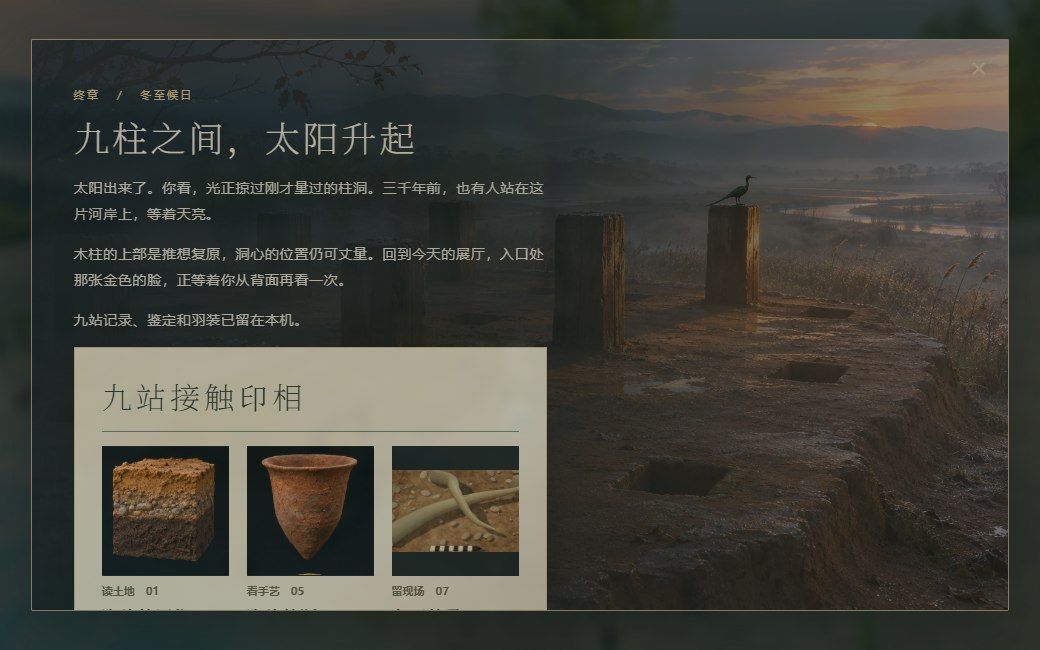 终章 / 冬至候日
九柱之间，太阳升起
太阳出来了。你看，光正掠过刚才量过的柱洞。三千年前，也有人站在这
片河岸上，等着天亮。
木柱的上部是推想复原，洞心的位置仍可丈量。回到今天的展厅，入口处
那张金色的脸，正等着你从背面再看一次。
九站记录、鉴定和羽装已留在本机。
九站接触印相
读土地 01
看手艺 05
留现场 07